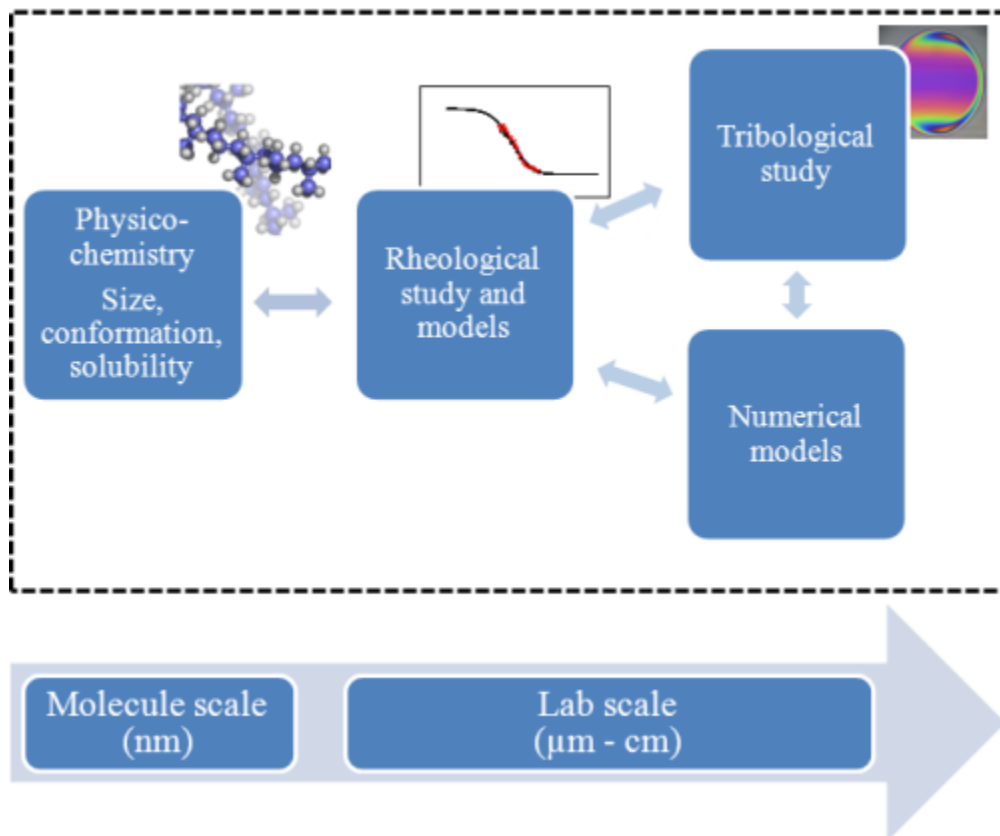 Physico-
chemistry
Size,
conformation,
solubility
Rheological
study and
models
Tribological
study
Numerical
models
Molecule scale
(nm)
Lab scale
(µm - cm)